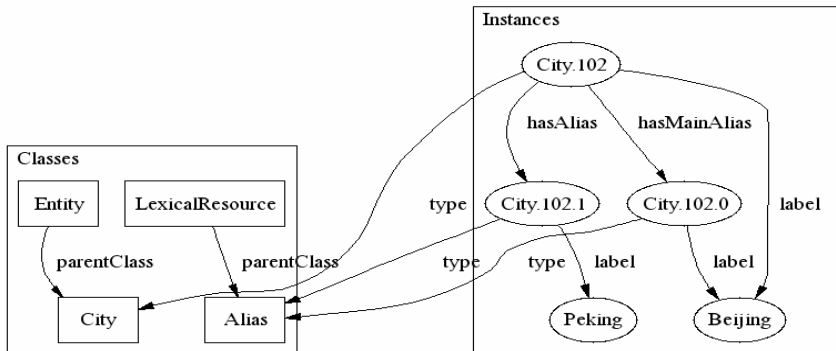 Instances
City.102
hasAlias hasMainAlias
Classes
Entity LexicalResource type City.102.1 City.102.0 label
parentClass parentClass type type label label
City Alias Peking Beijing